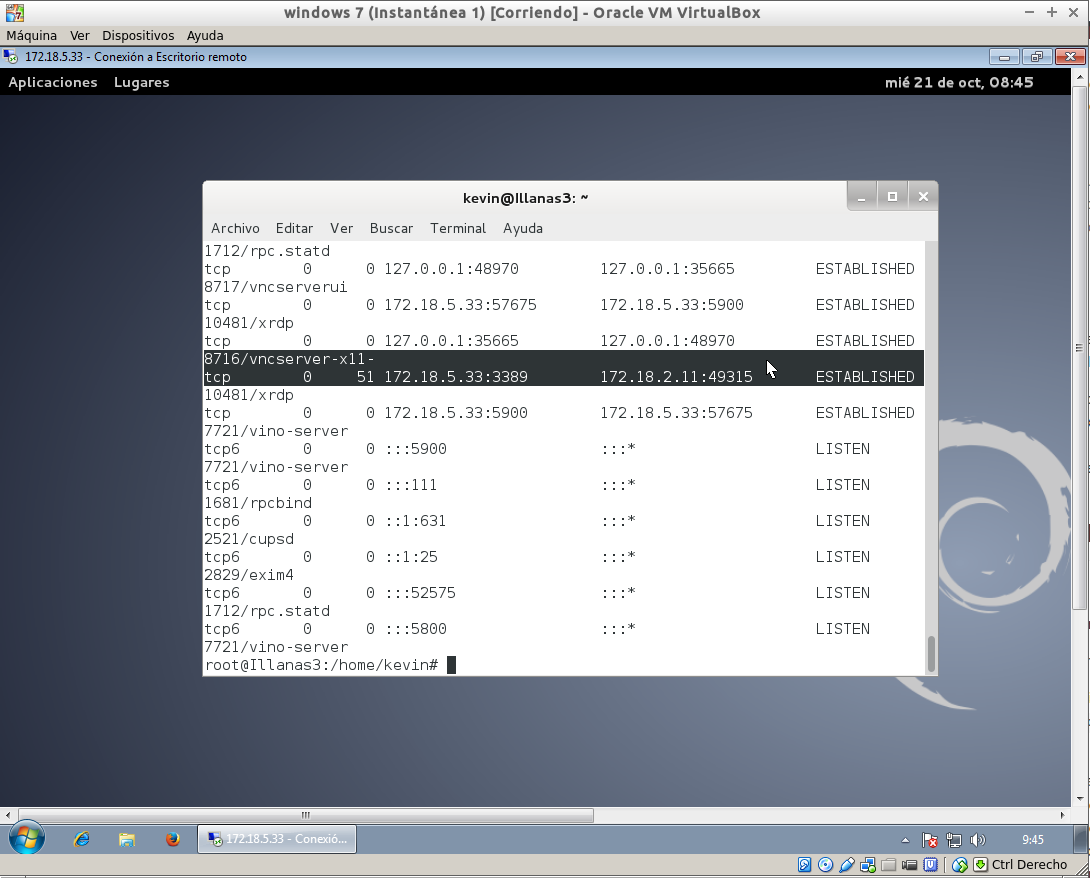 windows 7 (Instantánea 1) [Corriendo] - Oracle VM VirtualBox
Máquina Ver Dispositivos Ayuda
172.18.5.33 - Conexión a Escritorio remoto
Aplicaciones Lugares mié 21 de oct, 08:45
kevin@Illanas3: ~
Archivo Editar Ver Buscar Terminal Ayuda
1712/rpc.statd
tcp 0 0 127.0.0.1:48970 127.0.0.1:35665 ESTABLISHED
8717/vncserverui
tcp 0 0 172.18.5.33:57675 172.18.5.33:5900 ESTABLISHED
10481/xrdp
tcp 0 0 127.0.0.1:35665 127.0.0.1:48970 ESTABLISHED
8716/vncserver-x11-
tcp 0 51 172.18.5.33:3389 172.18.2.11:49315 ESTABLISHED
10481/xrdp
tcp 0 0 172.18.5.33:5900 172.18.5.33:57675 ESTABLISHED
7721/vino-server
tcp6 0 0 :::5900 :::* LISTEN
7721/vino-server
tcp6 0 0 :::111 :::* LISTEN
1681/rpcbind
tcp6 0 0 ::1:631 :::* LISTEN
2521/cupsd
tcp6 0 0 ::1:25 :::* LISTEN
2829/exim4
tcp6 0 0 :::52575 :::* LISTEN
1712/rpc.statd
tcp6 0 0 :::5800 :::* LISTEN
7721/vino-server
root@Illanas3:/home/kevin#
172.18.5.33 - Conexió...
9:45
Ctrl Derecho